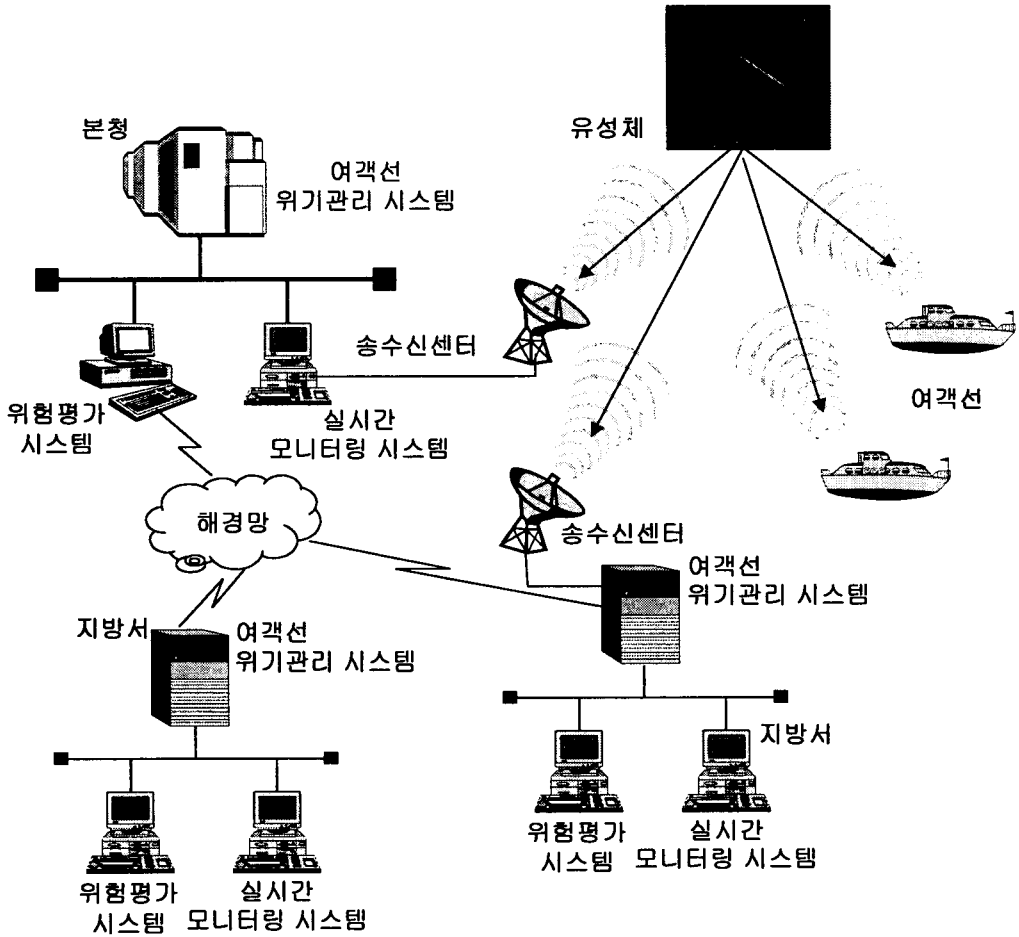 본청
유성체
여객선
위기관리 시스템
송수신센터
위험평가
시스템
실시간
모니터링 시스템
여객선
해경망
송수신센터
여객선
위기관리 시스템
지방서
여객선
위기관리 시스템
지방서
위험평가
시스템
실시간
모니터링 시스템
위험평가
시스템
실시간
모니터링 시스템